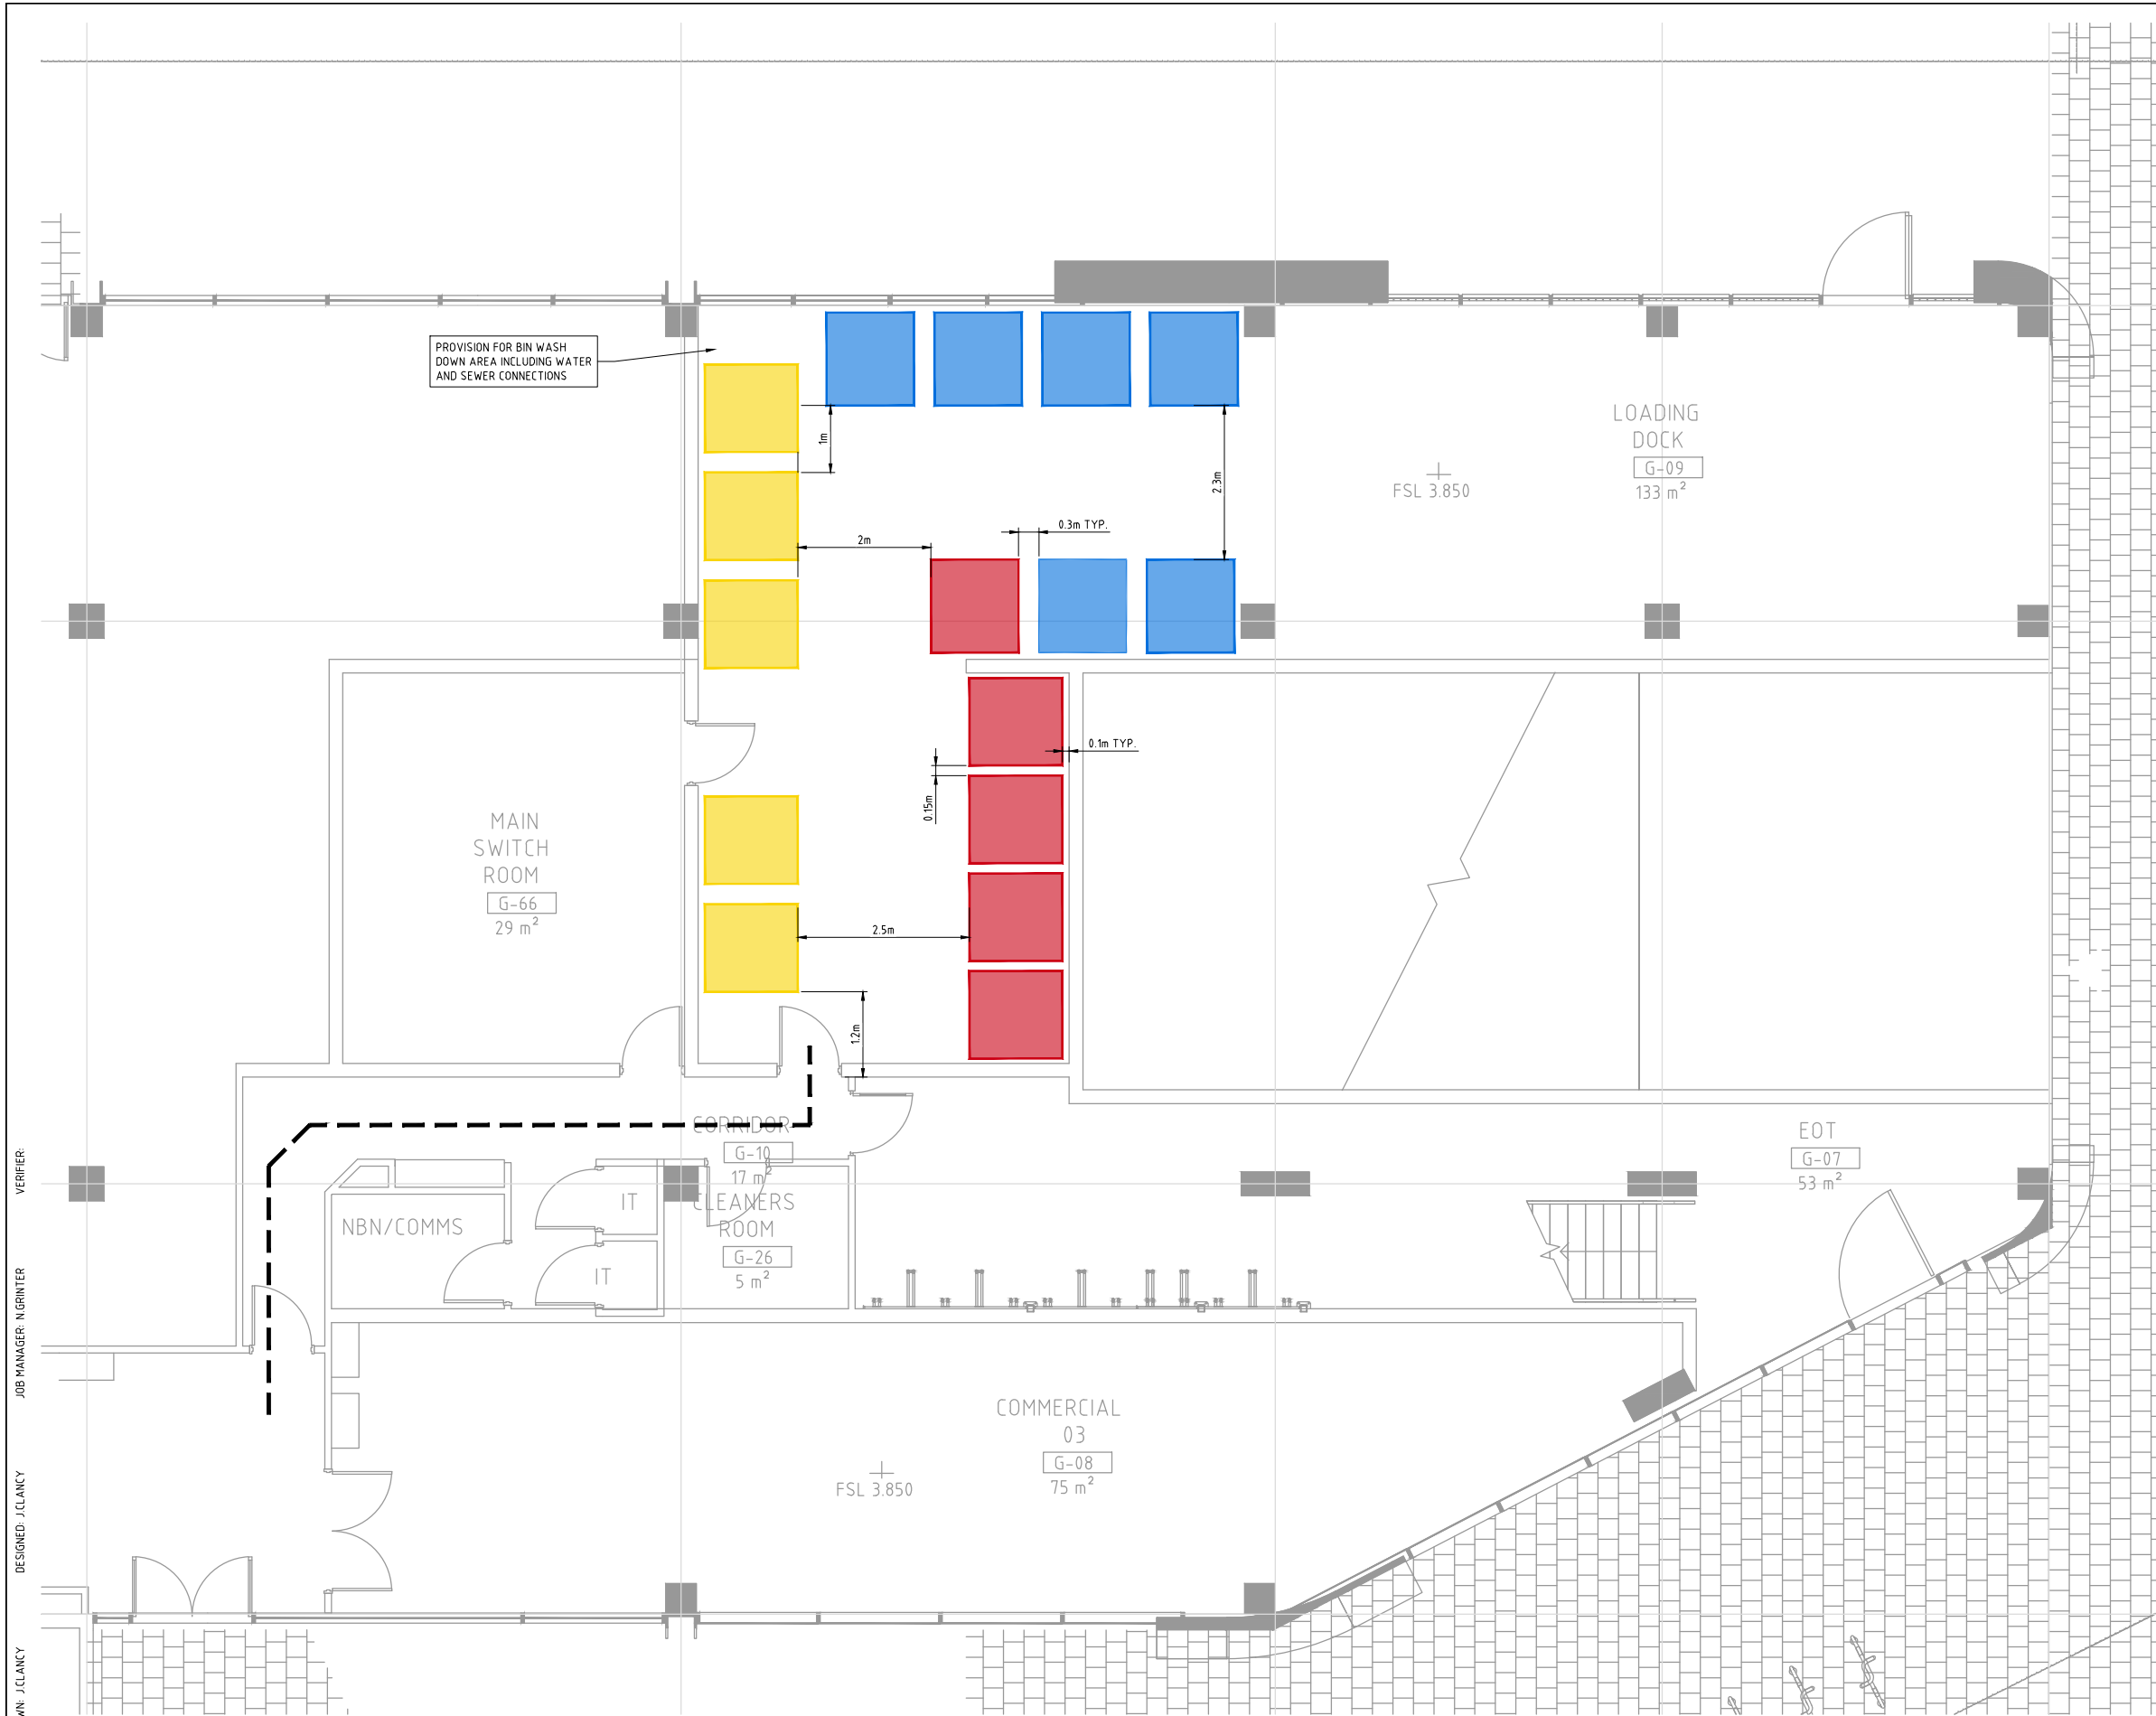 PROVISION FOR BIN WASH
DOWN AREA INCLUDING WATER
AND SEWER CONNECTIONS
1m
2.3m
LOADING
DOCK
G-09
133 m²
FSL 3.850
0.3m TYP.
2m
0.1m TYP.
0.15m
MAIN
SWITCH
ROOM
G-66
29 m²
2.5m
1.2m
CORRIDOR
G-10
17 m²
EOT
G-07
53 m²
NBN/COMMS
IT
CLEANERS
ROOM
G-26
5 m²
IT
COMMERCIAL
03
G-08
75 m²
FSL 3.850
VERIFIER:
JOB MANAGER: N.GRINTER
DESIGNED: J.CLANCY
WN: J.CLANCY